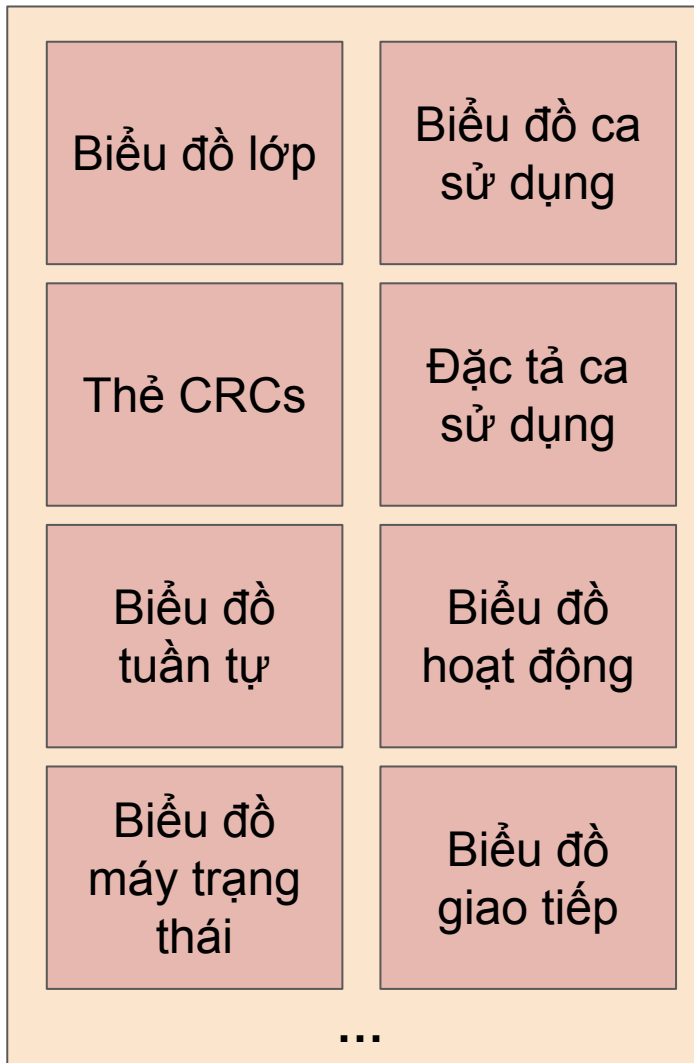 Biểu đồ lớp
Biểu đồ ca
sử dụng
Thẻ CRCs
Đặc tả ca
sử dụng
Biểu đồ
tuần tự
Biểu đồ
hoạt động
Biểu đồ
máy trạng
thái
Biểu đồ
giao tiếp
...